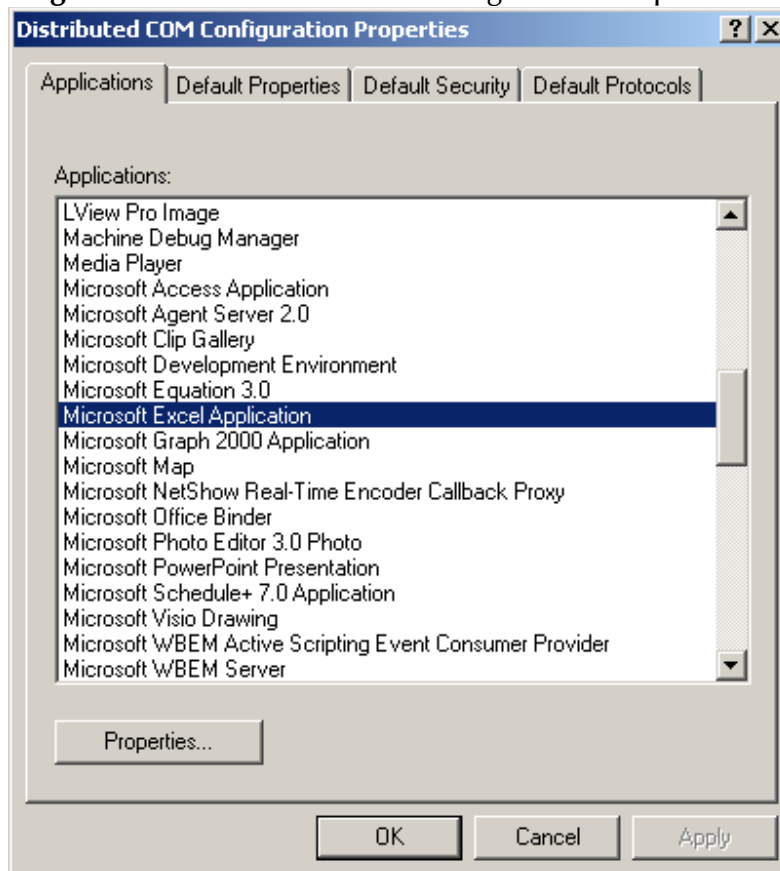 Distributed COM Configuration Properties
Applications Default Properties Default Security Default Protocols
Applications:
LView Pro Image
Machine Debug Manager
Media Player
Microsoft Access Application
Microsoft Agent Server 2.0
Microsoft Clip Gallery
Microsoft Development Environment
Microsoft Equation 3.0
Microsoft Excel Application
Microsoft Graph 2000 Application
Microsoft Map
Microsoft NetShow Real-Time Encoder Callback Proxy
Microsoft Office Binder
Microsoft Photo Editor 3.0 Photo
Microsoft PowerPoint Presentation
Microsoft Schedule+ 7.0 Application
Microsoft Visio Drawing
Microsoft WBEM Active Scripting Event Consumer Provider
Microsoft WBEM Server
Properties...
OK Cancel Apply